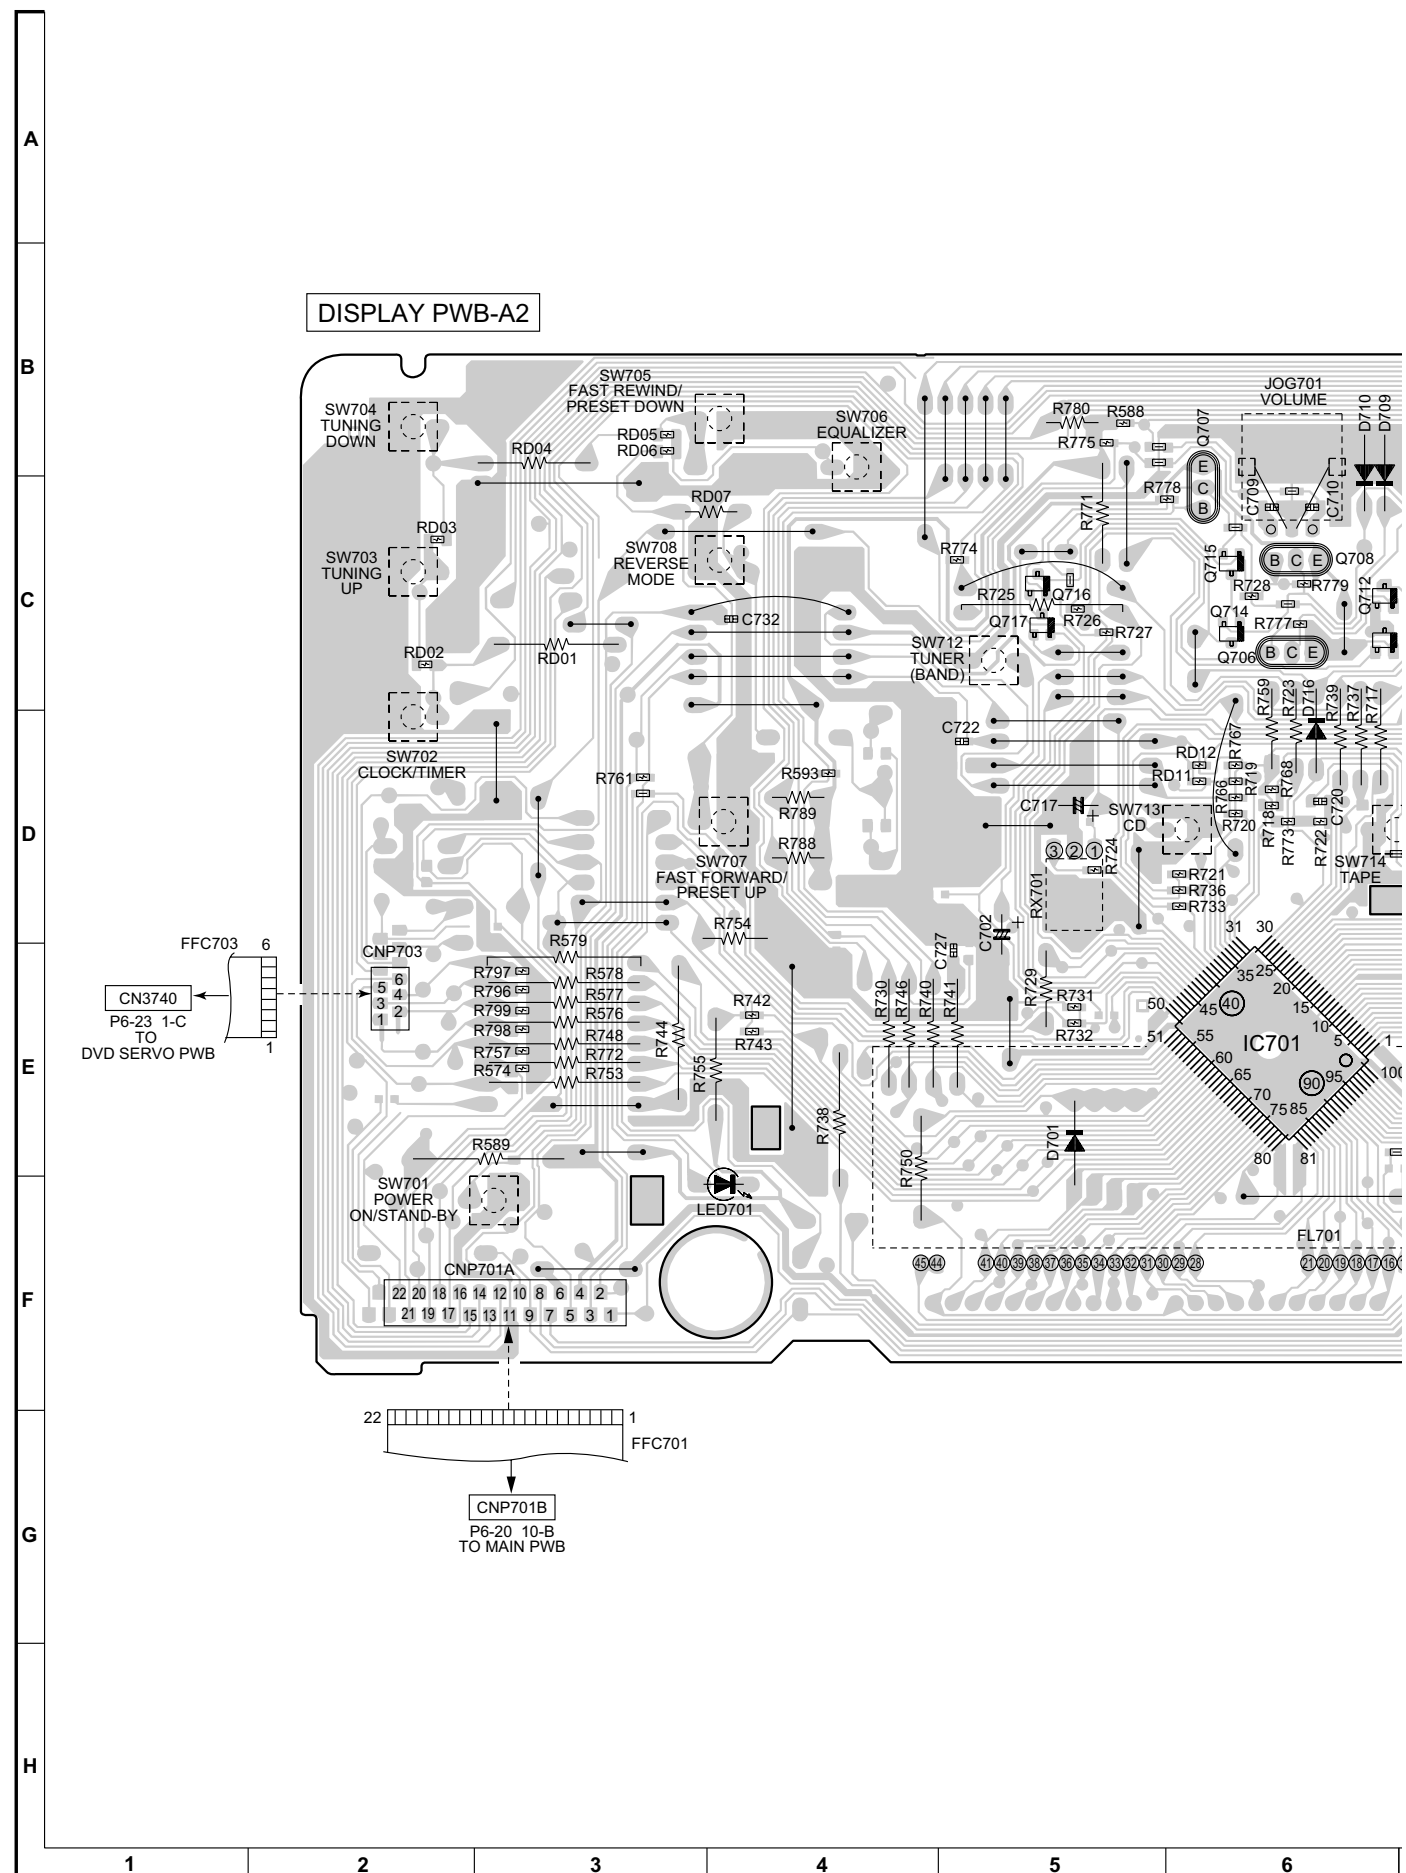 A
B
C
D
E
F
G
H
DISPLAY PWB-A2
SW705
FAST REWIND/
PRESET DOWN
SW704
TUNING
DOWN
SW706
EQUALIZER
RD05
RD06
RD04
RD07
RD03
SW703
TUNING
UP
SW708
REVERSE
MODE
C732
RD02
RD01
SW702
CLOCK/TIMER
R761
R593
R789
R788
SW707
FAST FORWARD/
PRESET UP
R754
JOG701
VOLUME
D710
D709
R780
R588
R775
Q707
E
C
B
R778
R771
C709
C710
R774
Q715
B C E
Q708
R725
Q716
R728
R779
Q712
Q717
R726
R727
Q714
R777
SW712
TUNER
(BAND)
Q706
B C E
R759
R723
D716
R739
R737
R717
C722
RD12
RD11
R767
R719
R766
R720
R768
R718
R773
R722
C720
C717
+
SW713
CD
SW714
TAPE
3 2 1
R724
RX701
R721
R736
R733
C702
+
C727
FFC703 6
1
CNP703
5 6
3 4
1 2
CN3740
P6-23 1-C
TO
DVD SERVO PWB
R579
R797
R578
R796
R577
R799
R576
R798
R748
R757
R772
R574
R753
R744
R742
R743
R755
R730
R746
R740
R741
R729
R731
R732
31 30
35 25
20
50 45 40 15
10
51 55 5 1
IC701
60
65 90 95 100
70
75 85
80 81
R738
R750
D701
R589
SW701
POWER
ON/STAND-BY
LED701
FL701
45 44 41 40 39 38 37 36 35 34 33 32 31 30 29 28 21 20 19 18 17 16
CNP701A
22 20 18 16 14 12 10 8 6 4 2
21 19 17 15 13 11 9 7 5 3 1
22 1
FFC701
CNP701B
P6-20 10-B
TO MAIN PWB
1 2 3 4 5 6